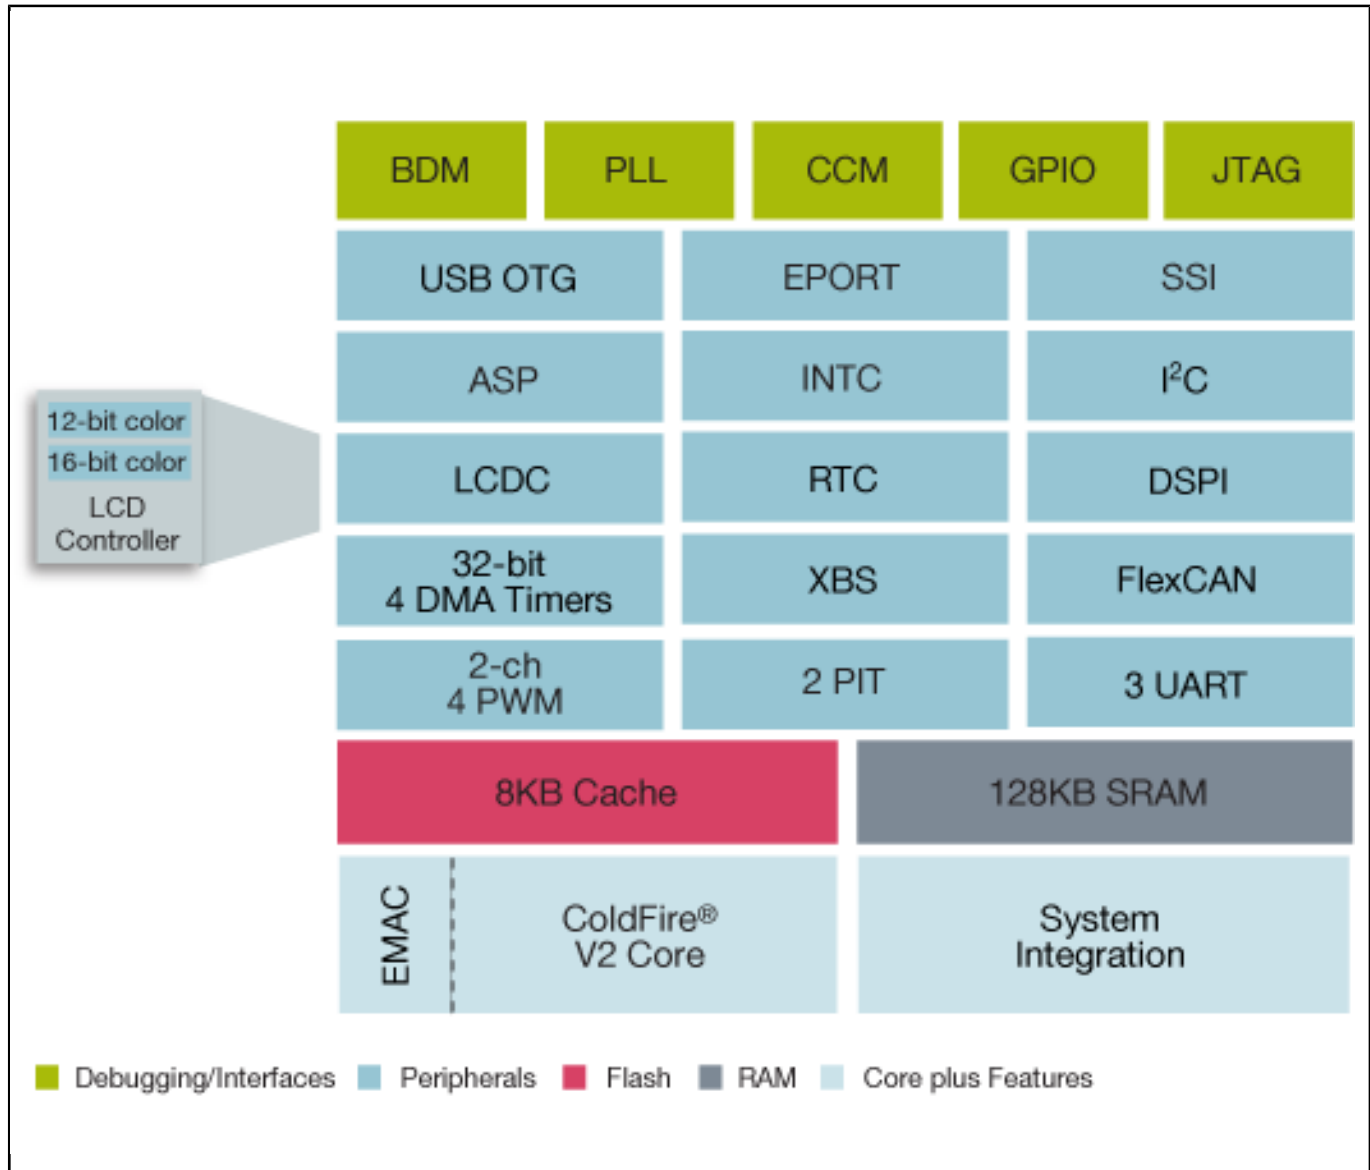 BDM
PLL
CCM
GPIO
JTAG
USB OTG
EPORT
SSI
ASP
INTC
I²C
12-bit color
16-bit color
LCD
Controller
LCDC
RTC
DSPI
32-bit
4 DMA Timers
XBS
FlexCAN
2-ch
4 PWM
2 PIT
3 UART
8KB Cache
128KB SRAM
EMAC
ColdFire®
V2 Core
System
Integration
Debugging/Interfaces
Peripherals
Flash
RAM
Core plus Features